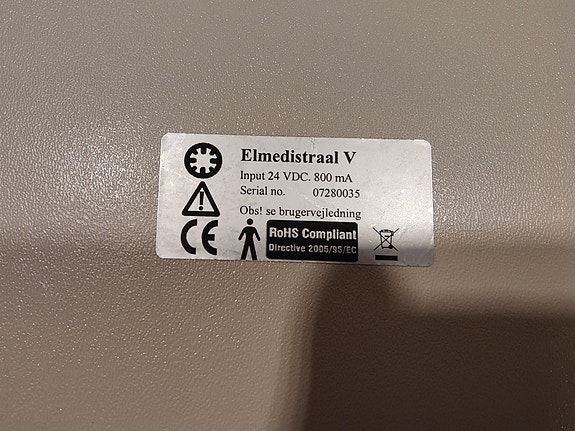 Elmedistraal V
Input 24 VDC. 800 mA
Serial no. 07280035
Obs! se brugervejledning
CE
RoHS Compliant
Directive 2005/95/EC